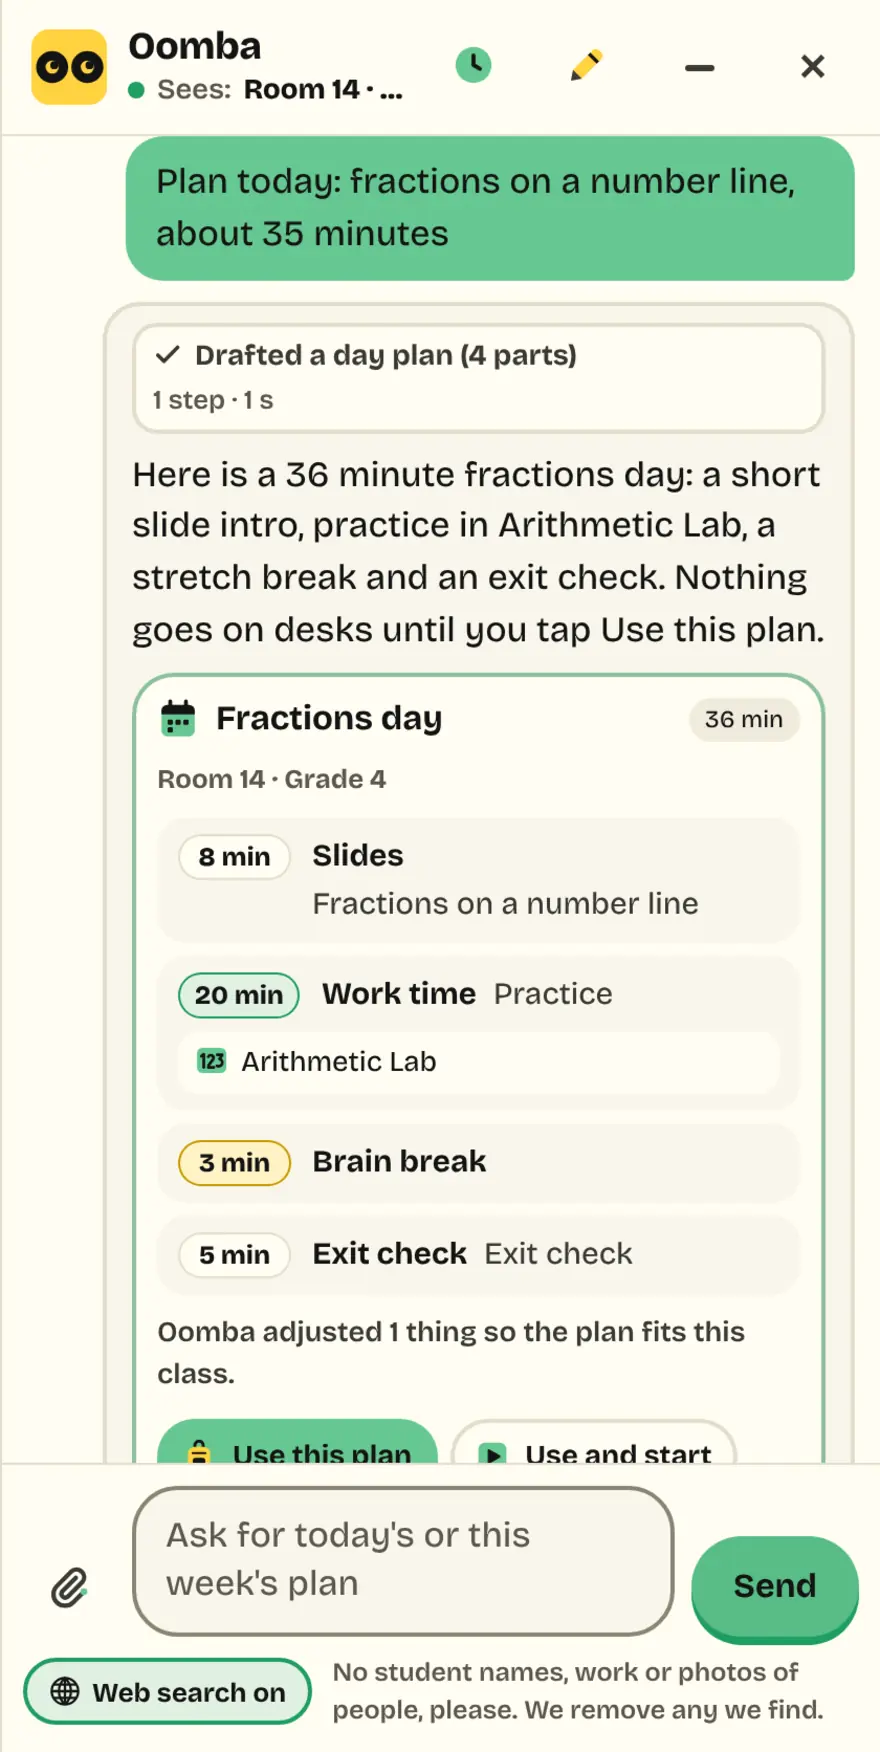 Oomba
Sees: Room 14 · ...
Plan today: fractions on a number line,
about 35 minutes
Drafted a day plan (4 parts)
1 step · 1 s
Here is a 36 minute fractions day: a short
slide intro, practice in Arithmetic Lab, a
stretch break and an exit check. Nothing
goes on desks until you tap Use this plan.
Fractions day
36 min
Room 14 · Grade 4
8 min Slides
Fractions on a number line
20 min Work time Practice
123 Arithmetic Lab
3 min Brain break
5 min Exit check Exit check
Oomba adjusted 1 thing so the plan fits this
class.
Use this plan
Use and start
Ask for today's or this
week's plan
Send
Web search on
No student names, work or photos of
people, please. We remove any we find.